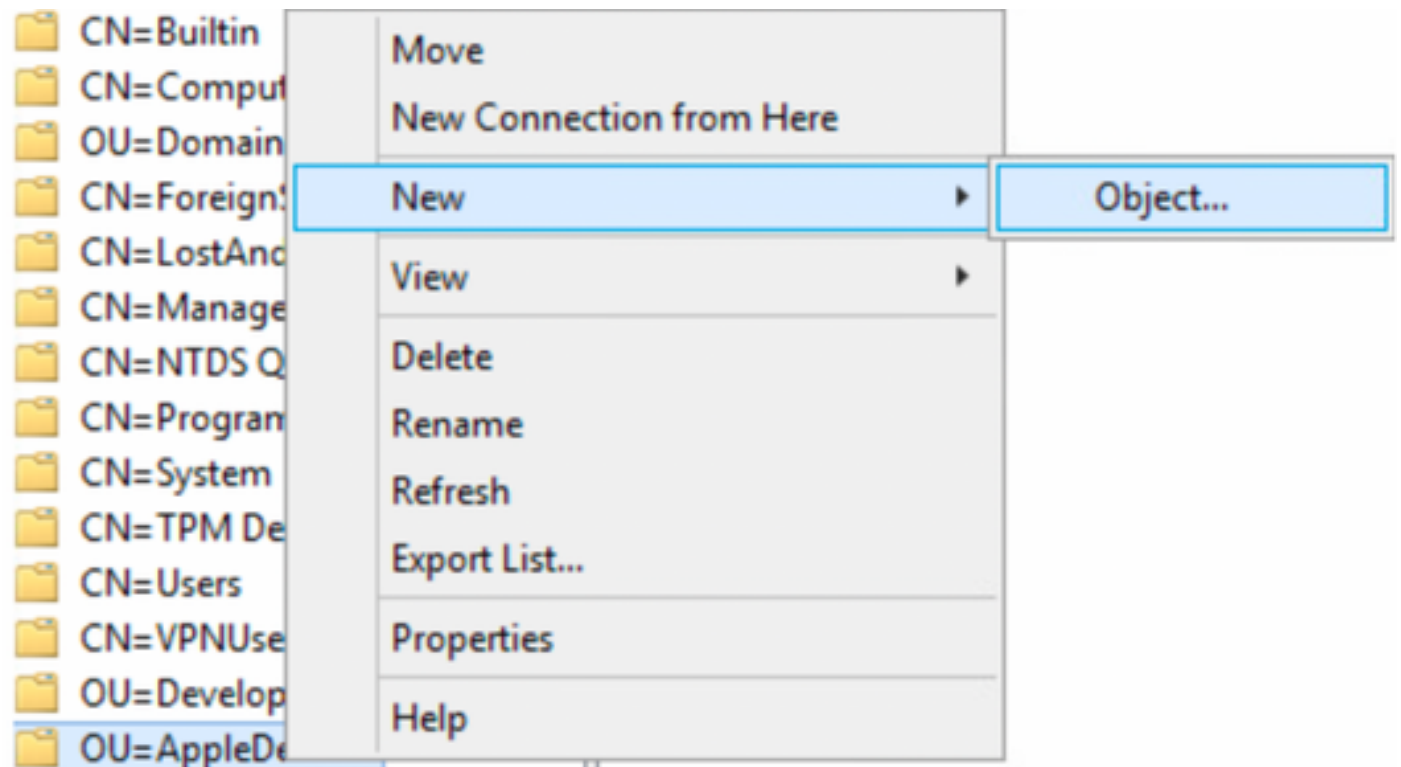 CN=Builtin
CN=Comput
OU=Domain
CN=Foreign
CN=LostAnd
CN=Manage
CN=NTDS Q
CN=Program
CN=System
CN=TPM De
CN=Users
CN=VPNUse
OU=Develop
OU=AppleDe
Move
New Connection from Here
New
View
Delete
Rename
Refresh
Export List...
Properties
Help
Object...